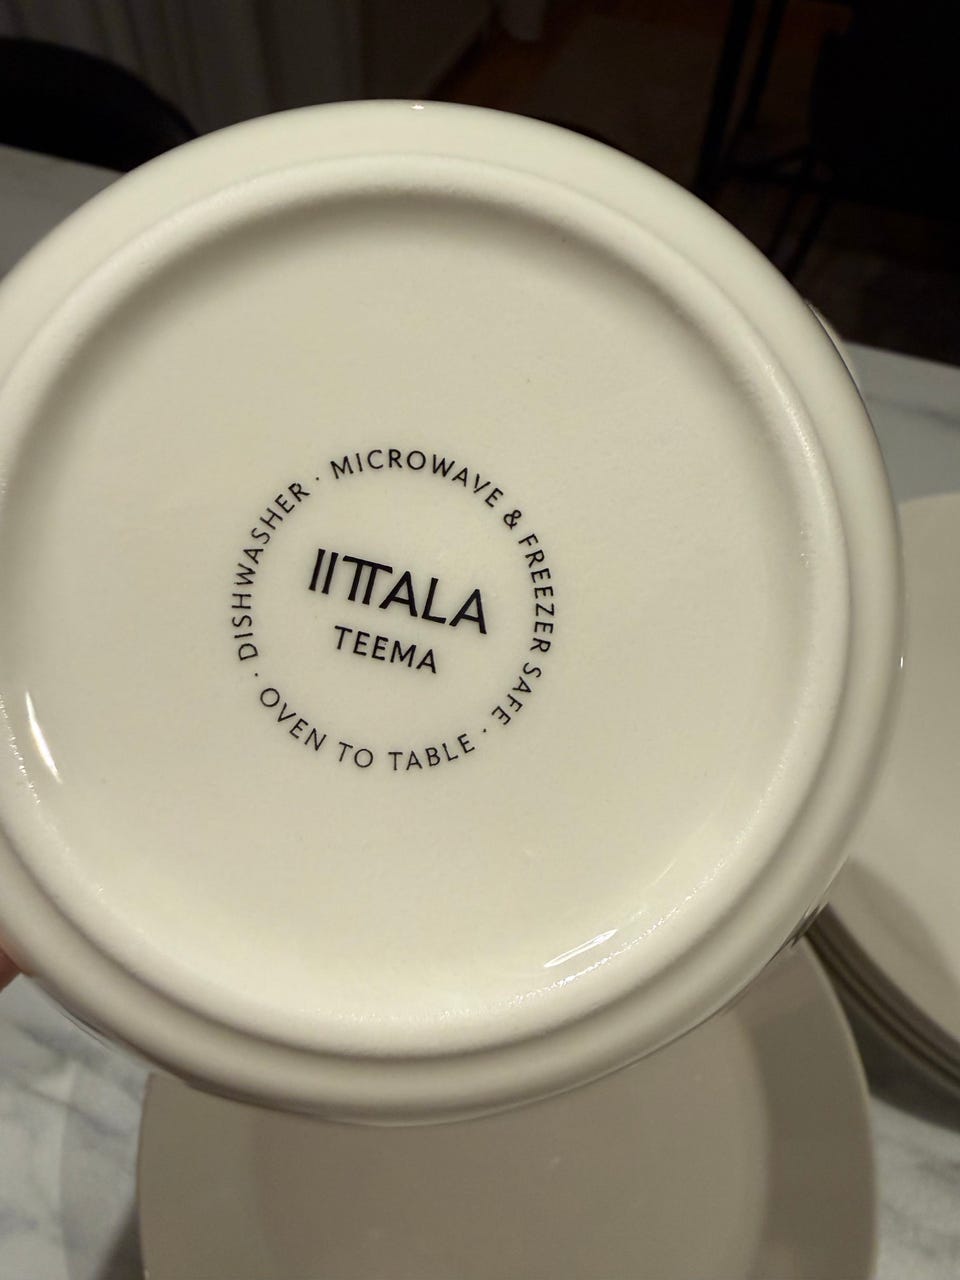 IITTALA
TEEMA
DISHWASHER · MICROWAVE & FREEZER SAFE · OVEN TO TABLE ·